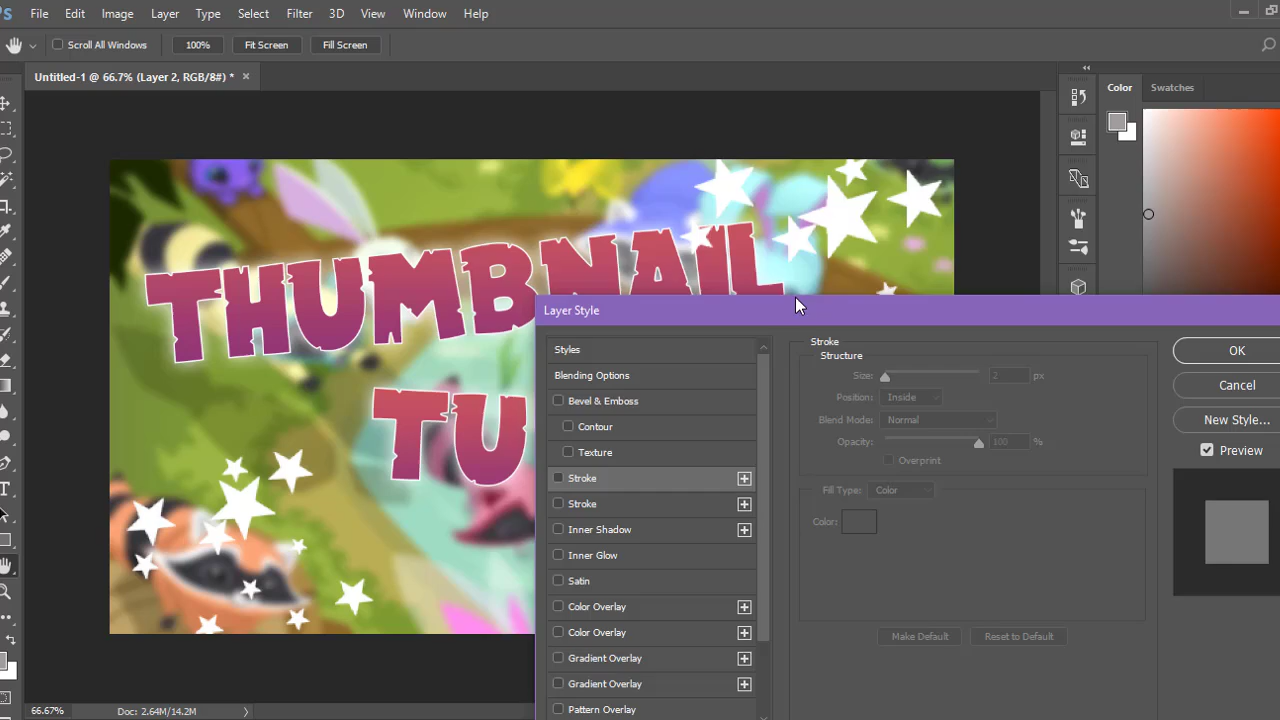 File Edit Image Layer Type Select Filter 3D View Window Help
Scroll All Windows 100% Fit Screen Fill Screen
Untitled-1 @ 66.7% (Layer 2, RGB/8#) * ×
Color Swatches
THUMBNAIL
TU
Layer Style
Styles
Blending Options
Bevel & Emboss
Contour
Texture
Stroke
Stroke
Inner Shadow
Inner Glow
Satin
Color Overlay
Color Overlay
Gradient Overlay
Gradient Overlay
Pattern Overlay
Stroke
Structure
Size: 2 px
Position: Inside
Blend Mode: Normal
Opacity: 100 %
Overprint
Fill Type: Color
Color:
Make Default Reset to Default
OK
Cancel
New Style...
Preview
66.67% Doc: 2.64M/14.2M